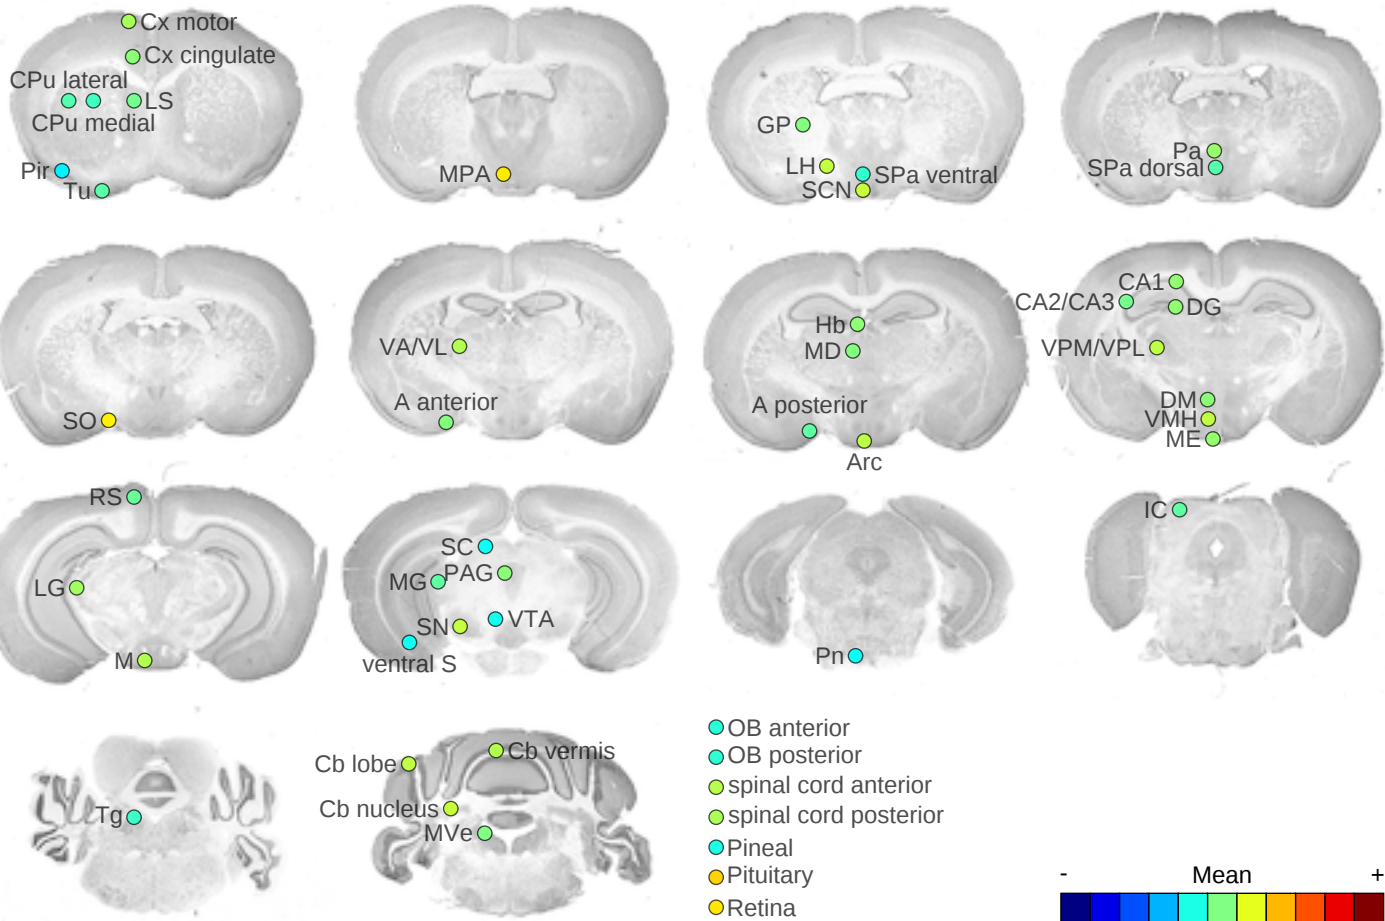 Cx motor
Cx cingulate
CPu lateral
LS
CPu medial
Pir
Tu
MPA
GP
LH
SPa ventral
SCN
Pa
SPa dorsal
SO
VA/VL
A anterior
Hb
MD
A posterior
Arc
CA1
CA2/CA3
DG
VPM/VPL
DM
VMH
ME
RS
LG
M
SC
MG
PAG
SN
VTA
ventral S
Pn
IC
Tg
Cb lobe
Cb vermis
Cb nucleus
MVe
OB anterior
OB posterior
spinal cord anterior
spinal cord posterior
Pineal
Pituitary
Retina
- Mean +